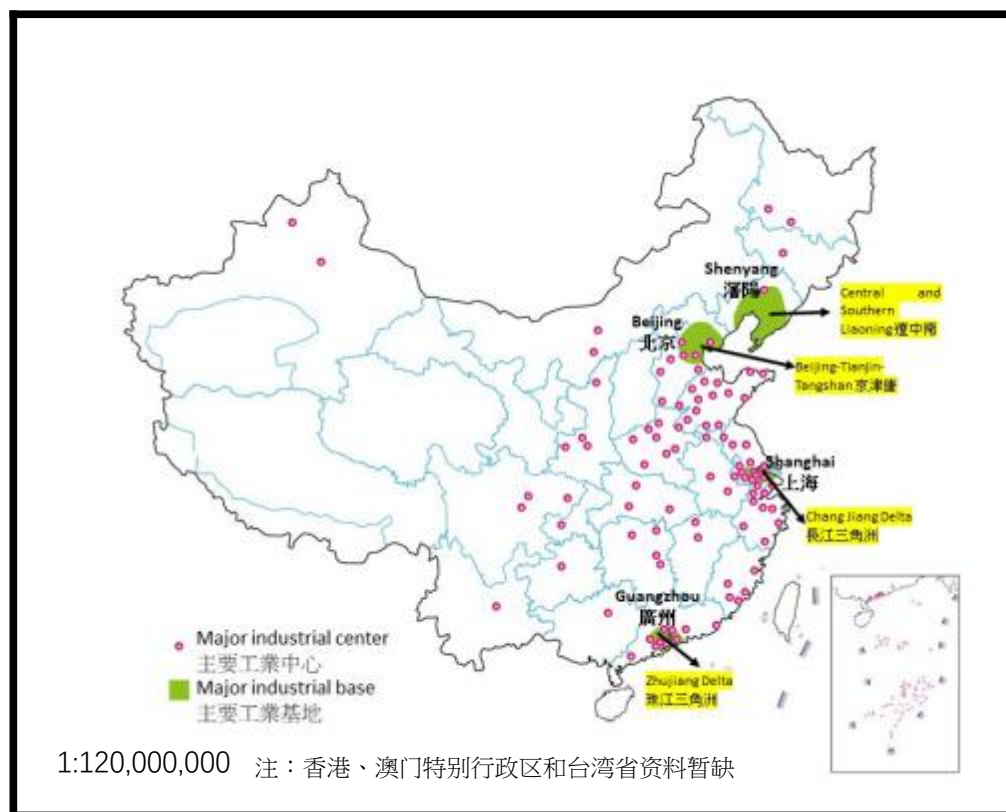 Shenyang
瀋陽
Central and
Southern
Liaoning遼中南
Beijing
北京
Beijing-Tianjin-
Tangshan 京津唐
Shanghai
上海
Chang Jiang Delta
長江三角洲
Guangzhou
廣州
Zhujiang Delta
珠江三角洲
Major industrial center
主要工業中心
Major industrial base
主要工業基地
1:120,000,000 注：香港、澳门特别行政区和台湾省资料暂缺